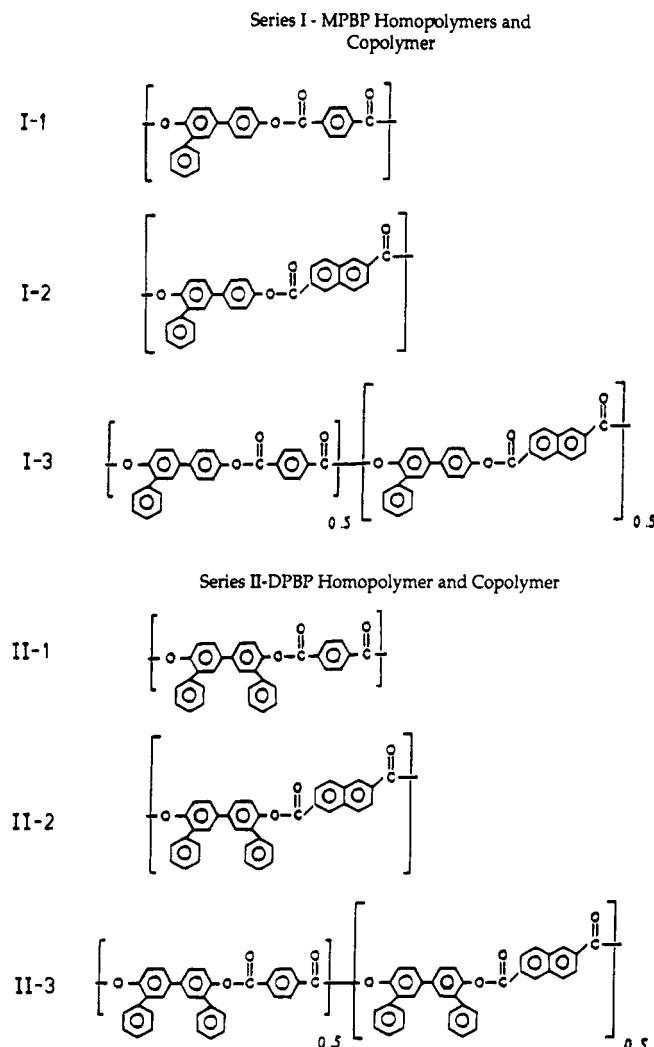 Series I - MPBP Homopolymers and
Copolymer
I-1
O O C O C O
I-2
O O C O C O
I-3
O O C O C O 0.5 O O C O C O 0.5
Series II-DPBP Homopolymer and Copolymer
II-1
O O C O C O
II-2
O O C O C O
II-3
O O C O C O 0.5 O O C O C O 0.5